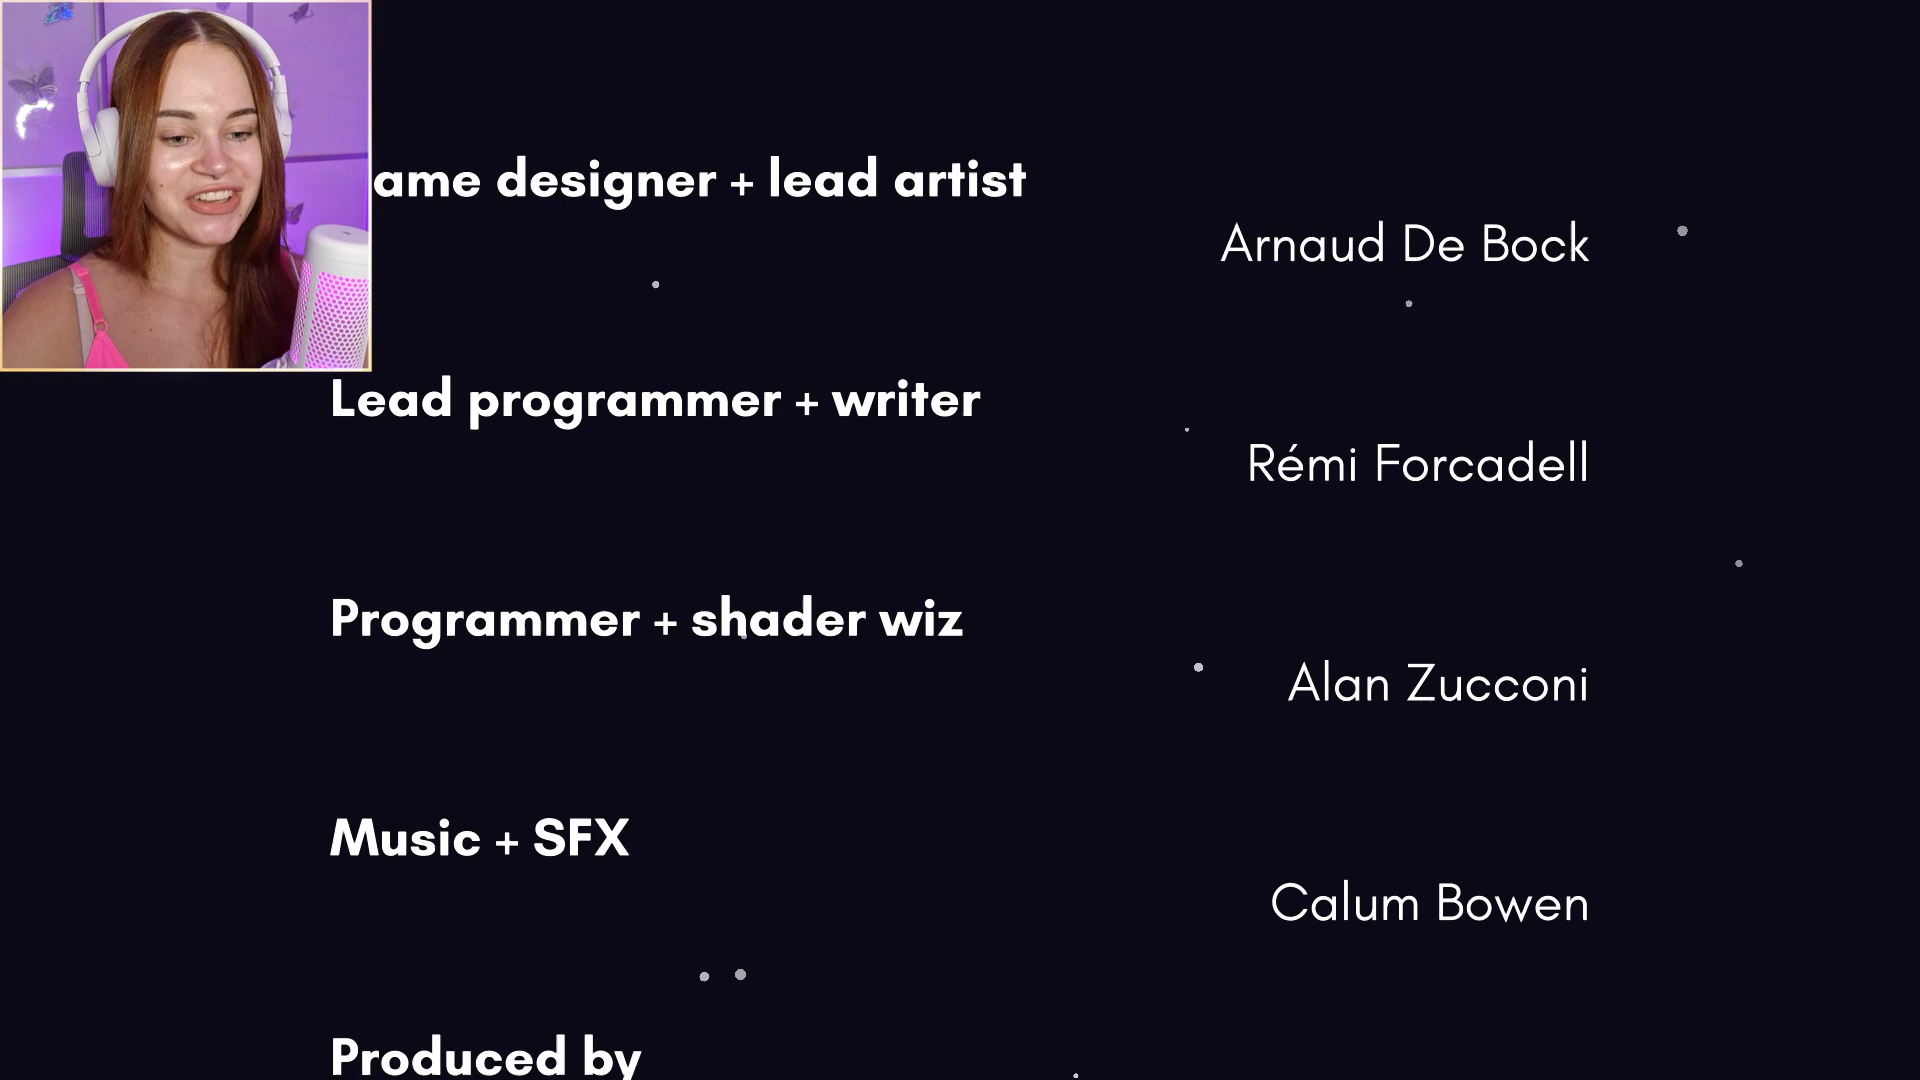 ame designer + lead artist
Arnaud De Bock
Lead programmer + writer
Rémi Forcadell
Programmer + shader wiz
Alan Zucconi
Music + SFX
Calum Bowen
Produced by